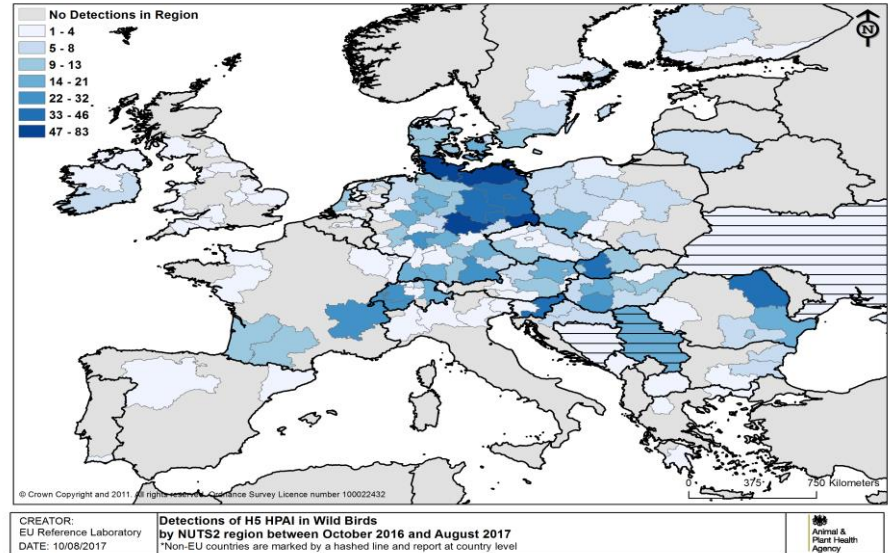 No Detections in Region
1 - 4
5 - 8
9 - 13
14 - 21
22 - 32
33 - 46
47 - 83
N
© Crown Copyright and 2011. All rights reserved. Ordnance Survey Licence number 100022432
0 375 750 Kilometers
CREATOR:
EU Reference Laboratory
DATE: 10/08/2017
Detections of H5 HPAI in Wild Birds
by NUTS2 region between October 2016 and August 2017
*Non-EU countries are marked by a hashed line and report at country level
Animal &
Plant Health
Agency